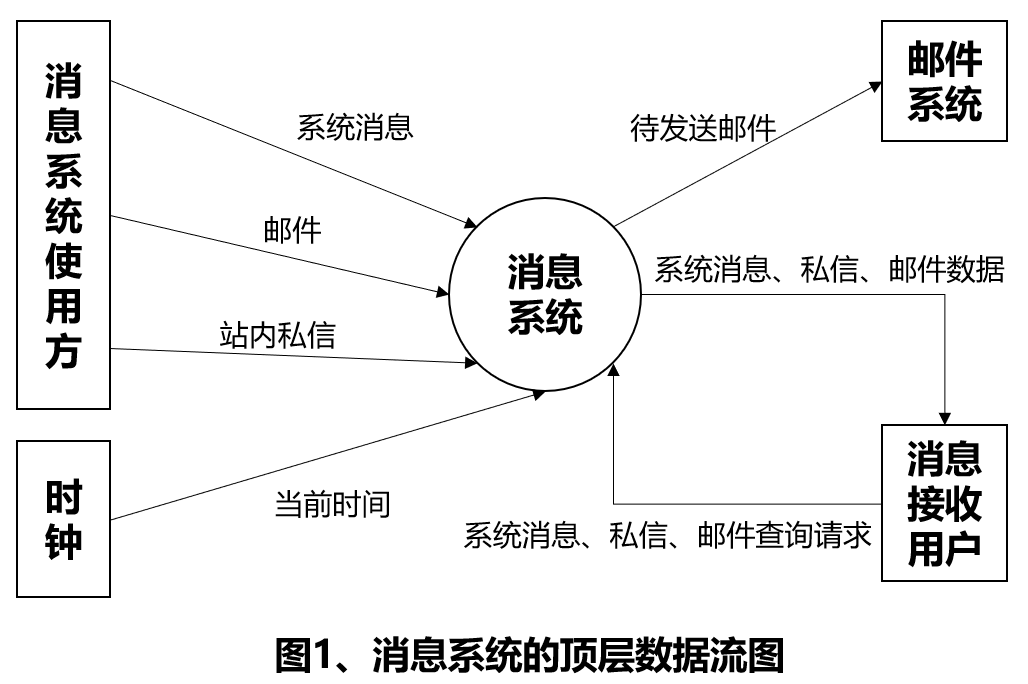 消
息
系
统
使
用
方
系统消息
邮件
站内私信
时
钟
当前时间
消息
系统
待发送邮件
邮件
系统
系统消息、私信、邮件数据
消息
接收
用户
系统消息、私信、邮件查询请求
图1、消息系统的顶层数据流图